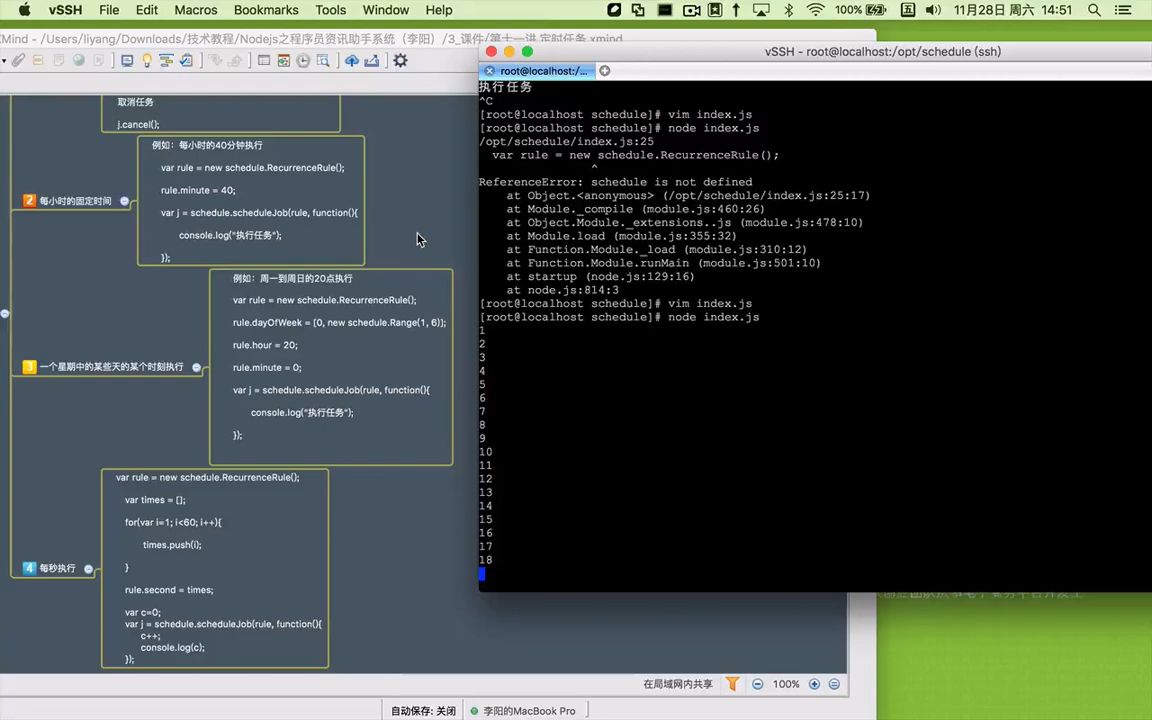 vSSH File Edit Macros Bookmarks Tools Window Help
100% 五 11月28日 周六 14:51
Mind - /Users/liyang/Downloads/技术教程/Nodejs之程序员资讯助手系统（李阳）/3_课件/第十一讲 定时任务.xmind
取消任务
j.cancel();
2 每小时的固定时间
例如：每小时的40分钟执行
var rule = new schedule.RecurrenceRule();
rule.minute = 40;
var j = schedule.scheduleJob(rule, function(){
console.log("执行任务");
});
3 一个星期中的某些天的某个时刻执行
例如：周一到周日的20点执行
var rule = new schedule.RecurrenceRule();
rule.dayOfWeek = [0, new schedule.Range(1, 6)];
rule.hour = 20;
rule.minute = 0;
var j = schedule.scheduleJob(rule, function(){
console.log("执行任务");
});
4 每秒执行
var rule = new schedule.RecurrenceRule();
var times = [];
for(var i=1; i<60; i++){
times.push(i);
}
rule.second = times;
var c=0;
var j = schedule.scheduleJob(rule, function(){
c++;
console.log(c);
});
在局域网内共享 100%
自动保存: 关闭 李阳的MacBook Pro
vSSH - root@localhost:/opt/schedule (ssh)
root@localhost:/...
执行任务
^C
[root@localhost schedule]# vim index.js
[root@localhost schedule]# node index.js
/opt/schedule/index.js:25
var rule = new schedule.RecurrenceRule();
^
ReferenceError: schedule is not defined
at Object.<anonymous> (/opt/schedule/index.js:25:17)
at Module._compile (module.js:460:26)
at Object.Module._extensions..js (module.js:478:10)
at Module.load (module.js:355:32)
at Function.Module._load (module.js:310:12)
at Function.Module.runMain (module.js:501:10)
at startup (node.js:129:16)
at node.js:814:3
[root@localhost schedule]# vim index.js
[root@localhost schedule]# node index.js
1
2
3
4
5
6
7
8
9
10
11
12
13
14
15
16
17
18